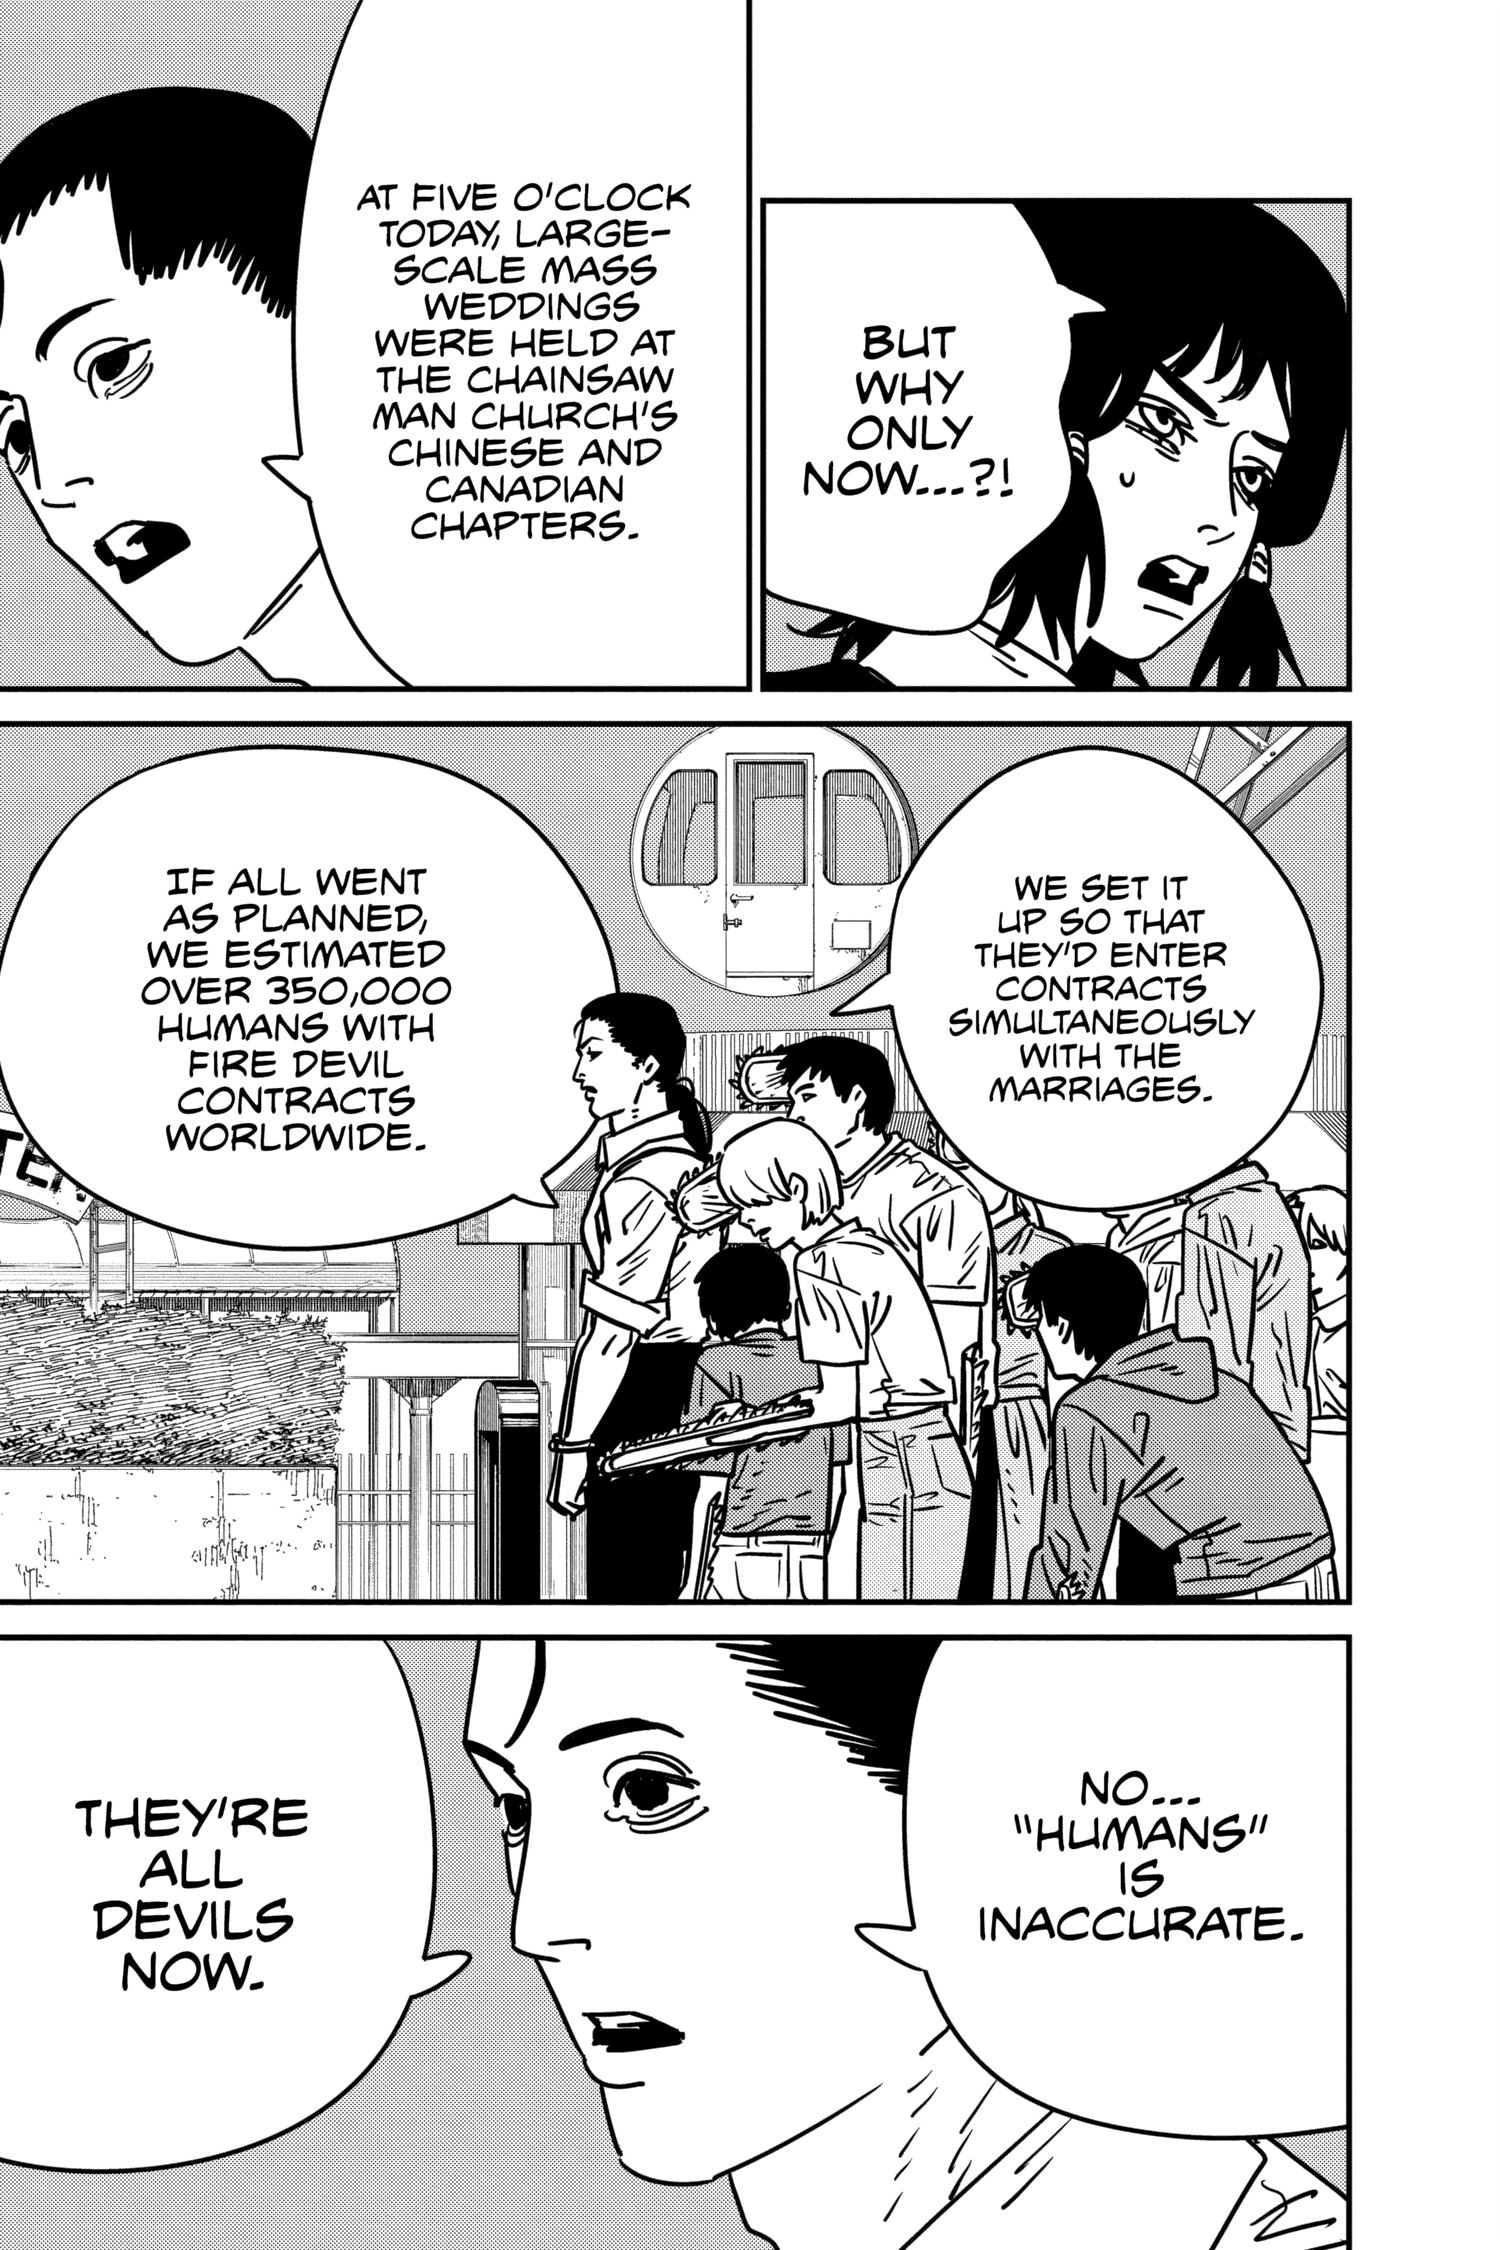 BUT
WHY
ONLY
NOW...?!
AT FIVE O'CLOCK
TODAY, LARGE-
SCALE MASS
WEDDINGS
WERE HELD AT
THE CHAINSAW
MAN CHURCH'S
CHINESE AND
CANADIAN
CHAPTERS.
WE SET IT
UP SO THAT
THEY'D ENTER
CONTRACTS
SIMULTANEOUSLY
WITH THE
MARRIAGES.
IF ALL WENT
AS PLANNED,
WE ESTIMATED
OVER 350,000
HUMANS WITH
FIRE DEVIL
CONTRACTS
WORLDWIDE.
NO...
"HUMANS"
IS
INACCURATE.
THEY'RE
ALL
DEVILS
NOW.